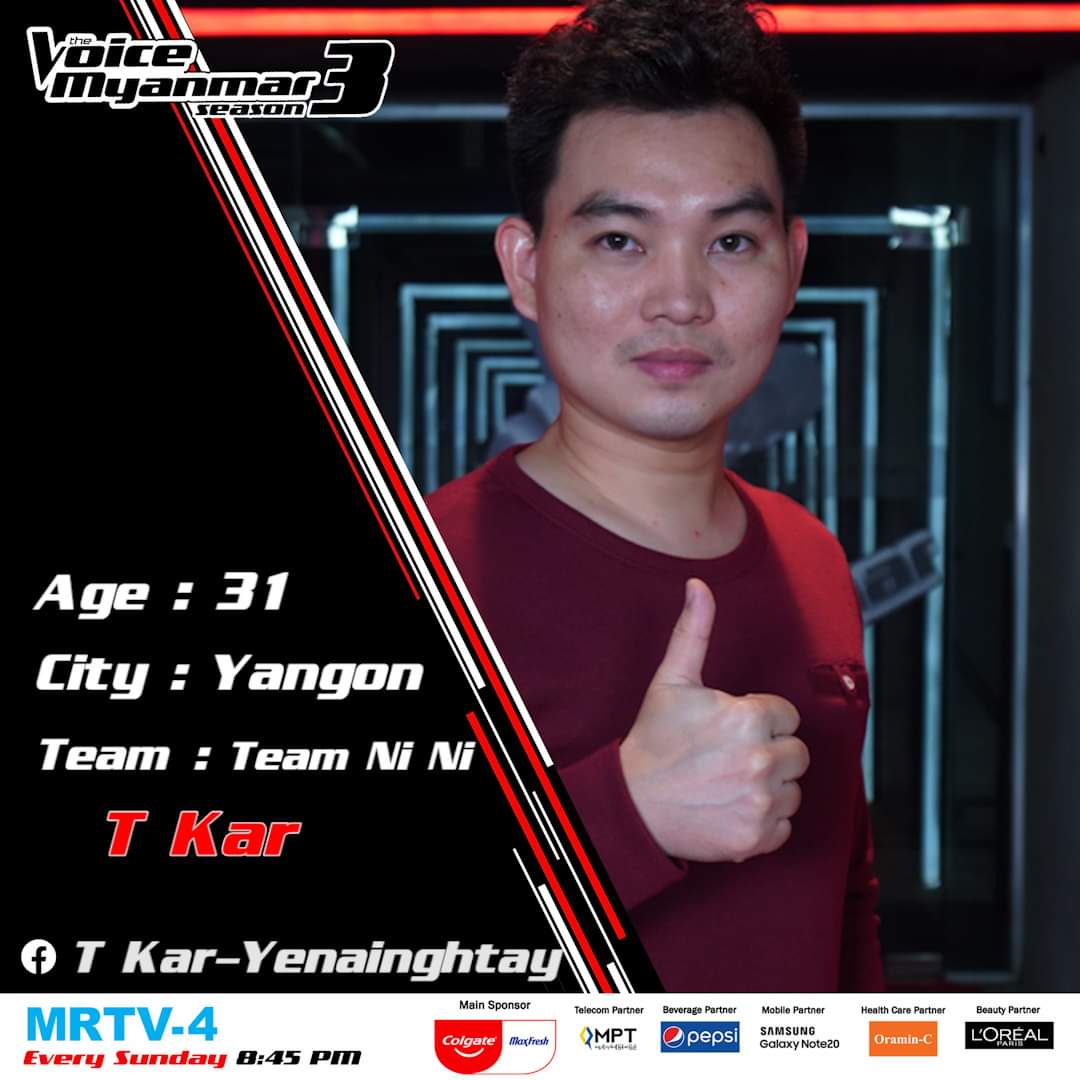 the
Voice
Myanmar
season 3
Age : 31
City : Yangon
Team : Team Ni Ni
T Kar
T Kar-Yenainghtay
MRTV-4
Every Sunday 8:45 PM
Main Sponsor
Colgate MaxFresh
Telecom Partner
MPT
Beverage Partner
pepsi
Mobile Partner
SAMSUNG
Galaxy Note20
Health Care Partner
Oramin-C
Beauty Partner
L'ORÉAL
PARIS